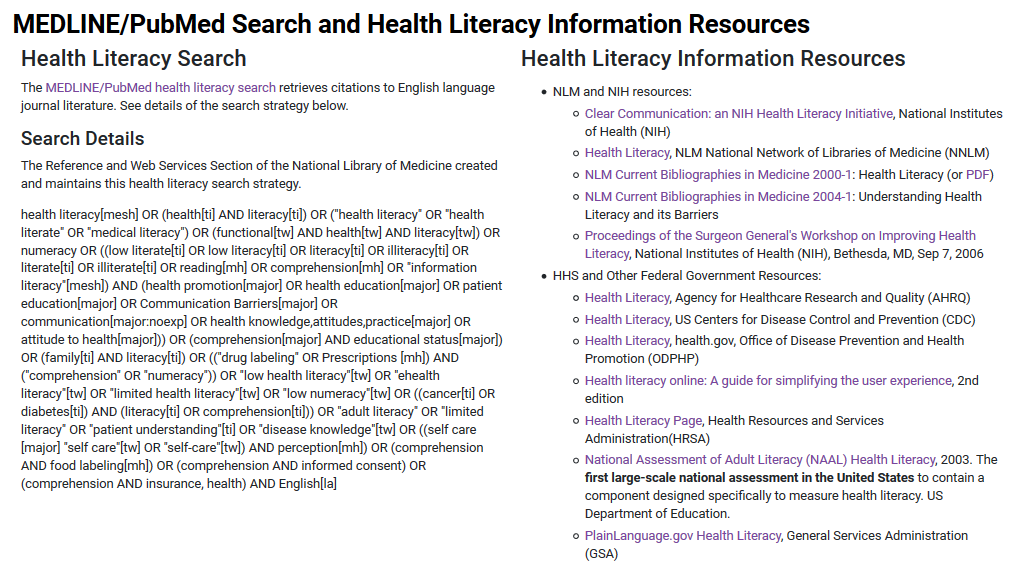 MEDLINE/PubMed Search and Health Literacy Information Resources
Health Literacy Search
The MEDLINE/PubMed health literacy search retrieves citations to English language
journal literature. See details of the search strategy below.
Search Details
The Reference and Web Services Section of the National Library of Medicine created
and maintains this health literacy search strategy.
health literacy[mesh] OR (health[ti] AND literacy[ti]) OR ("health literacy" OR "health
literate" OR "medical literacy") OR (functional[tw] AND health[tw] AND literacy[tw]) OR
numeracy OR ((low literate[ti] OR low literacy[ti] OR literacy[ti] OR illiteracy[ti] OR
literate[ti] OR illiterate[ti] OR reading[mh] OR comprehension[mh] OR "information
literacy"[mesh]) AND (health promotion[major] OR health education[major] OR patient
education[major] OR Communication Barriers[major] OR
communication[major:noexp] OR health knowledge,attitudes,practice[major] OR
attitude to health[major])) OR (comprehension[major] AND educational status[major])
OR (family[ti] AND literacy[ti]) OR (("drug labeling" OR Prescriptions [mh]) AND
("comprehension" OR "numeracy")) OR "low health literacy"[tw] OR "ehealth
literacy"[tw] OR "limited health literacy"[tw] OR "low numeracy"[tw] OR ((cancer[ti] OR
diabetes[ti]) AND (literacy[ti] OR comprehension[ti])) OR "adult literacy" OR "limited
literacy" OR "patient understanding"[ti] OR "disease knowledge"[tw] OR ((self care
[major] "self care"[tw] OR "self-care"[tw]) AND perception[mh]) OR (comprehension
AND food labeling[mh]) OR (comprehension AND informed consent) OR
(comprehension AND insurance, health) AND English[la]
Health Literacy Information Resources
• NLM and NIH resources:
○ Clear Communication: an NIH Health Literacy Initiative, National Institutes
of Health (NIH)
○ Health Literacy, NLM National Network of Libraries of Medicine (NNLM)
○ NLM Current Bibliographies in Medicine 2000-1: Health Literacy (or PDF)
○ NLM Current Bibliographies in Medicine 2004-1: Understanding Health
Literacy and its Barriers
○ Proceedings of the Surgeon General's Workshop on Improving Health
Literacy, National Institutes of Health (NIH), Bethesda, MD, Sep 7, 2006
• HHS and Other Federal Government Resources:
○ Health Literacy, Agency for Healthcare Research and Quality (AHRQ)
○ Health Literacy, US Centers for Disease Control and Prevention (CDC)
○ Health Literacy, health.gov, Office of Disease Prevention and Health
Promotion (ODPHP)
○ Health literacy online: A guide for simplifying the user experience, 2nd
edition
○ Health Literacy Page, Health Resources and Services
Administration(HRSA)
○ National Assessment of Adult Literacy (NAAL) Health Literacy, 2003. The
first large-scale national assessment in the United States to contain a
component designed specifically to measure health literacy. US
Department of Education.
○ PlainLanguage.gov Health Literacy, General Services Administration
(GSA)